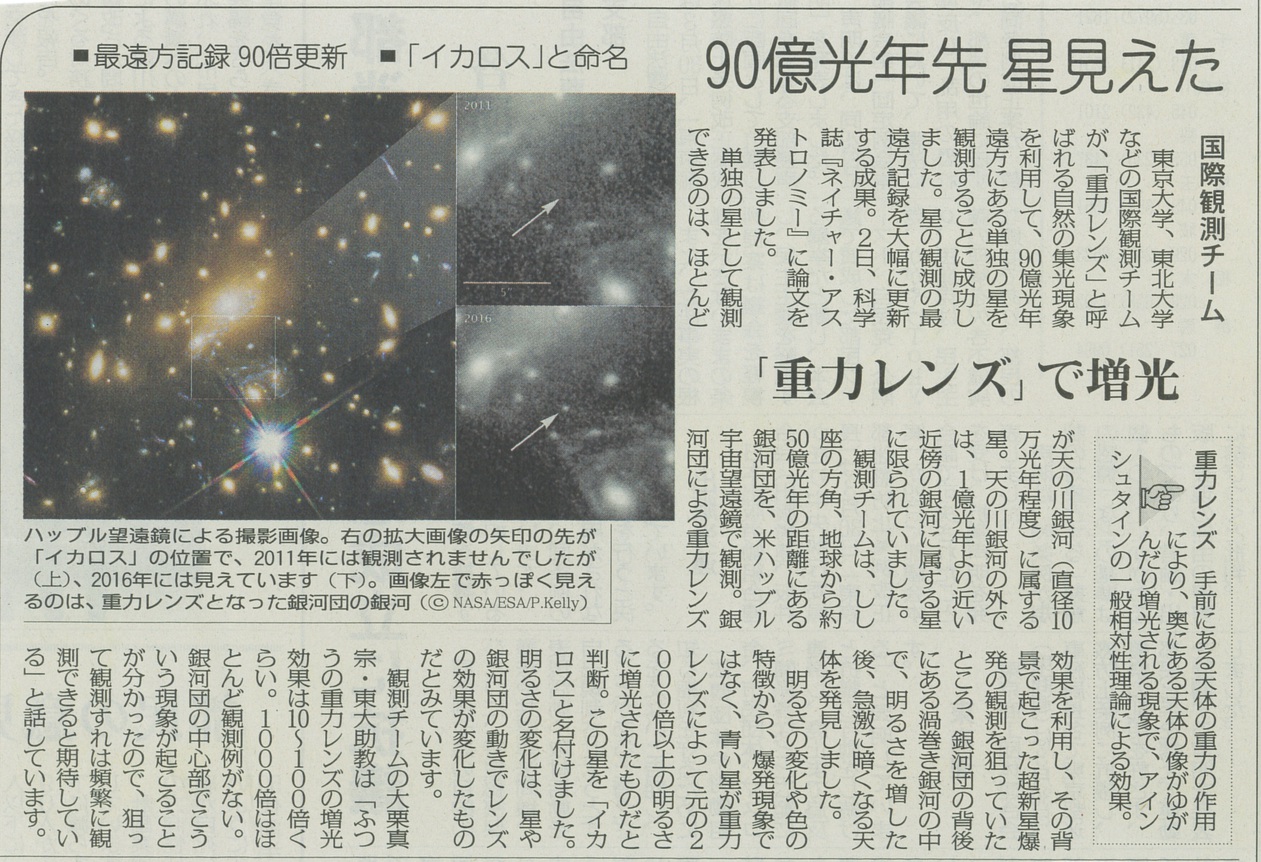 90億光年先 星見えた
■最遠方記録 90倍更新 ■「イカロス」と命名
国際観測チーム
「重力レンズ」で増光
東京大学、東北大学
などの国際観測チーム
が、「重力レンズ」と呼
ばれる自然の集光現象
を利用して、90億光年
遠方にある単独の星を
観測することに成功し
ました。星の観測の最
遠方記録を大幅に更新
する成果。2日、科学
誌『ネイチャー・アス
トロノミー』に論文を
発表しました。
単独の星として観測
できるのは、ほとんど
が天の川銀河（直径10
万光年程度）に属する
星。天の川銀河の外で
は、1億光年より近い
近傍の銀河に属する星
に限られていました。
観測チームは、しし
座の方角、地球から約
50億光年の距離にある
銀河団を、米ハッブル
宇宙望遠鏡で観測。銀
河団による重力レンズ
効果を利用し、その背
景で起こった超新星爆
発の観測を狙っていた
ところ、銀河団の背後
にある渦巻き銀河の中
で、明るさを増した
後、急激に暗くなる天
体を発見しました。
明るさの変化や色の
特徴から、爆発現象で
はなく、青い星が重力
レンズによって元の2
000倍以上の明るさ
に増光されたものだと
判断。この星を「イカ
ロス」と名付けました。
明るさの変化は、星や
銀河団の動きでレンズ
の効果が変化したもの
だとみています。
観測チームの大栗真
宗・東大助教は「ふつ
うの重力レンズの増光
効果は10～100倍く
らい。1000倍はほ
とんど観測例がない。
銀河団の中心部でこう
いう現象が起こること
が分かったので、狙っ
て観測すれば頻繁に観
測できると期待してい
る」と話しています。
重力レンズ 手前にある天体の重力の作用
により、奥にある天体の像がゆが
んだり増光される現象で、アイン
シュタインの一般相対性理論による効果。
2011
5"
2016
ハッブル望遠鏡による撮影画像。右の拡大画像の矢印の先が
「イカロス」の位置で、2011年には観測されませんでしたが
（上）、2016年には見えています（下）。画像左で赤っぽく見え
るのは、重力レンズとなった銀河団の銀河（© NASA/ESA/P.Kelly）